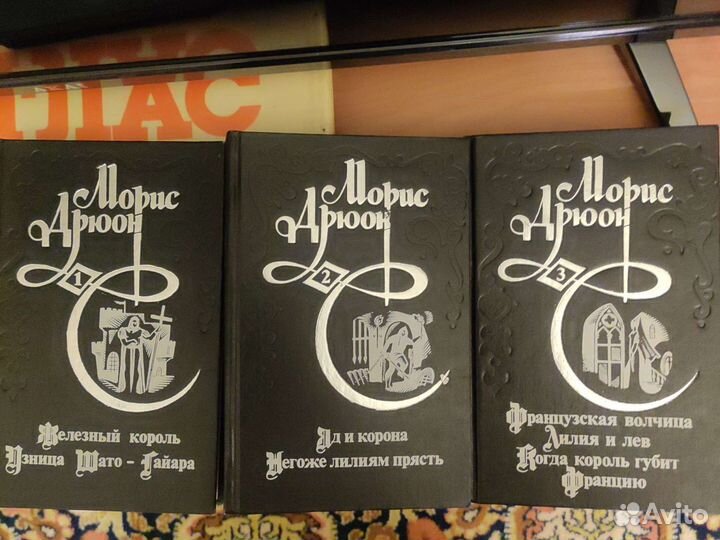 ГЛАС
Морис
Дрюон
1
Железный король
Узница Шато - Гайара
Морис
Дрюон
2
Яд и корона
Негоже лилиям прясть
Морис
Дрюон
3
Французская волчица
Лилия и лев
Когда король губит
Францию
Avito